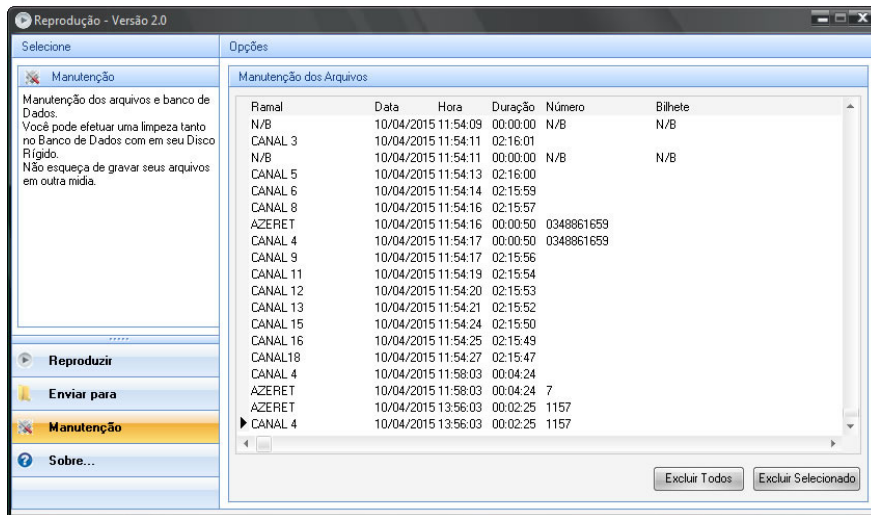 Reprodução - Versão 2.0
Selecione
Opções
Manutenção
Manutenção dos arquivos e banco de
Dados.
Você pode efetuar uma limpeza tanto
no Banco de Dados com em seu Disco
Rígido.
Não esqueça de gravar seus arquivos
em outra midia.
Reproduzir
Enviar para
Manutenção
Sobre...
Manutenção dos Arquivos
Ramal Data Hora Duração Número Bilhete
N/B 10/04/2015 11:54:09 00:00:00 N/B N/B
CANAL 3 10/04/2015 11:54:11 02:16:01
N/B 10/04/2015 11:54:11 00:00:00 N/B N/B
CANAL 5 10/04/2015 11:54:13 02:16:00
CANAL 6 10/04/2015 11:54:14 02:15:59
CANAL 8 10/04/2015 11:54:16 02:15:57
AZERET 10/04/2015 11:54:16 00:00:50 0348861659
CANAL 4 10/04/2015 11:54:17 00:00:50 0348861659
CANAL 9 10/04/2015 11:54:17 02:15:56
CANAL 11 10/04/2015 11:54:19 02:15:54
CANAL 12 10/04/2015 11:54:20 02:15:53
CANAL 13 10/04/2015 11:54:21 02:15:52
CANAL 15 10/04/2015 11:54:24 02:15:50
CANAL 16 10/04/2015 11:54:25 02:15:49
CANAL18 10/04/2015 11:54:27 02:15:47
CANAL 4 10/04/2015 11:58:03 00:04:24
AZERET 10/04/2015 11:58:03 00:04:24 7
AZERET 10/04/2015 13:56:03 00:02:25 1157
CANAL 4 10/04/2015 13:56:03 00:02:25 1157
Excluir Todos
Excluir Selecionado